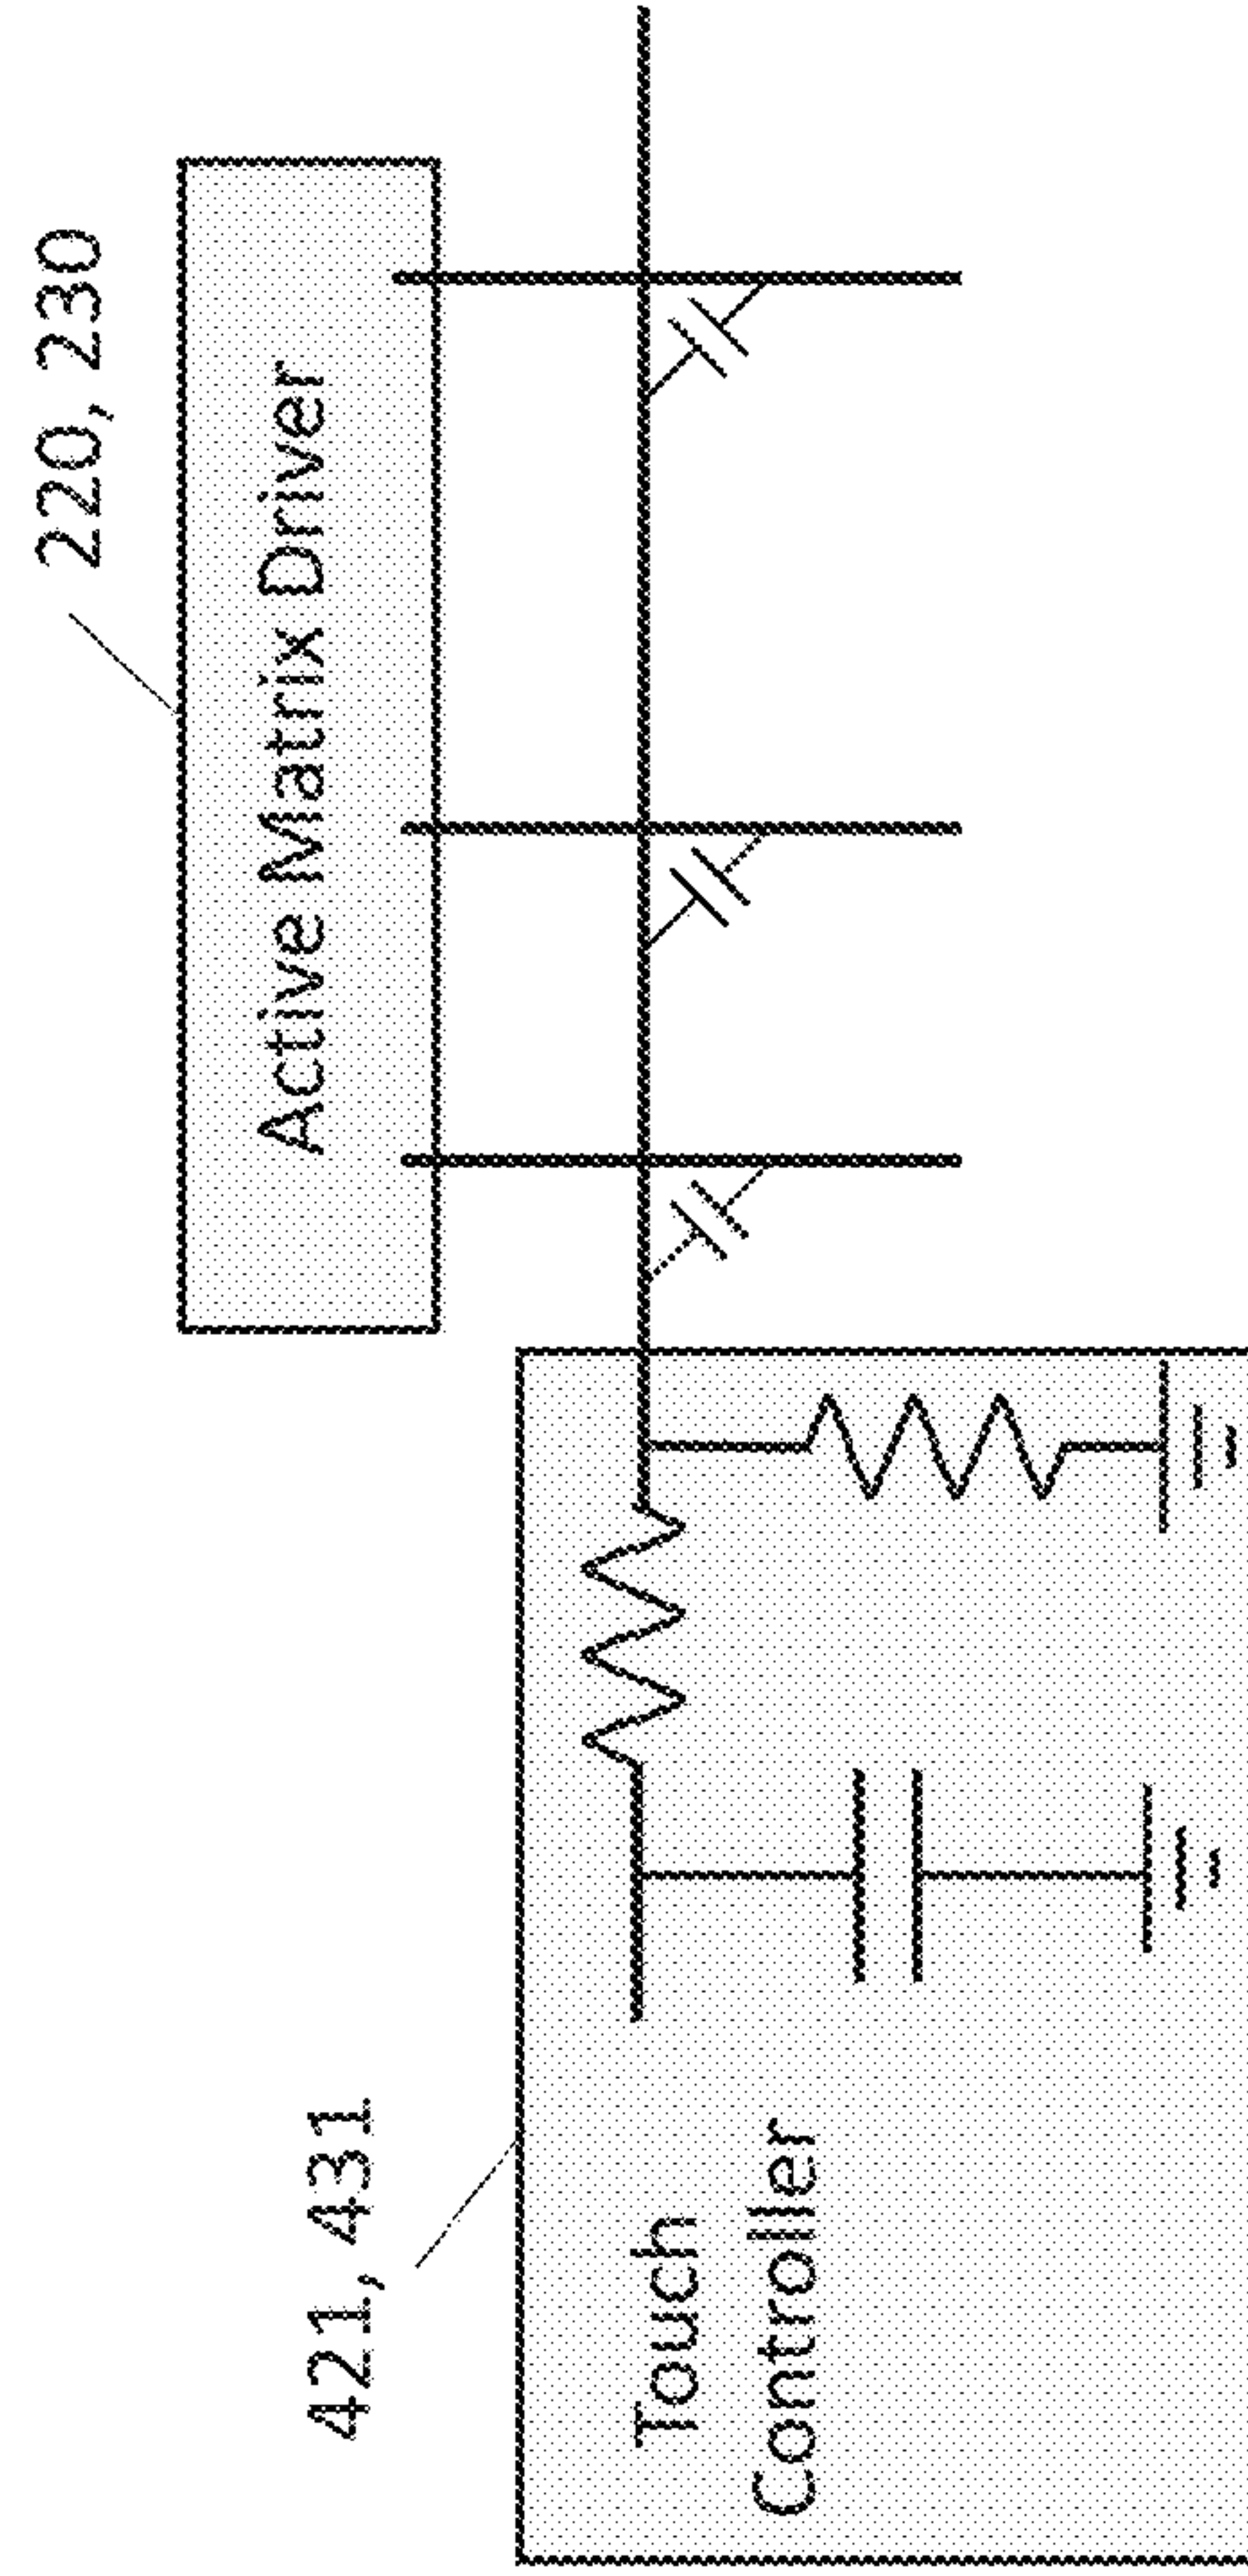 220, 230
Active Matrix Driver
421, 431
Touch
Controller